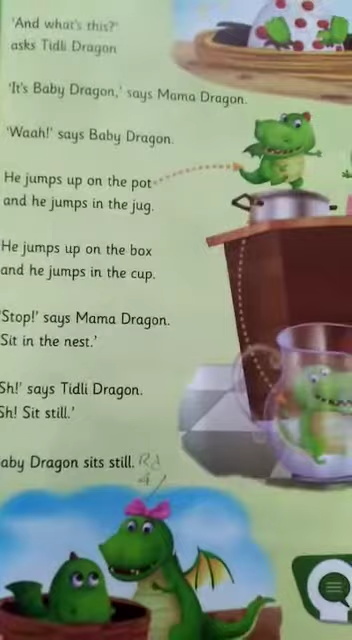 'And what's this?'
asks Tidli Dragon
'It's Baby Dragon,' says Mama Dragon.
'Waah!' says Baby Dragon.
He jumps up on the pot
and he jumps in the jug.
He jumps up on the box
and he jumps in the cup.
'Stop!' says Mama Dragon.
Sit in the nest.'
Sh!' says Tidli Dragon.
Sh! Sit still.'
aby Dragon sits still.